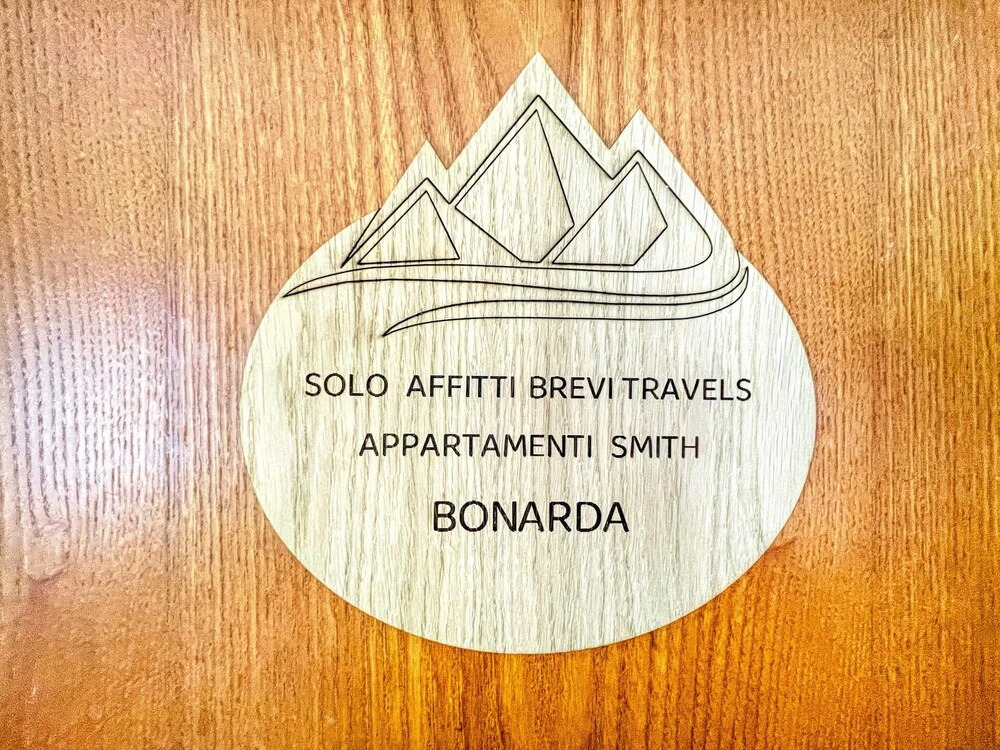 SOLO AFFITTI BREVI TRAVELS
APPARTAMENTI SMITH
BONARDA